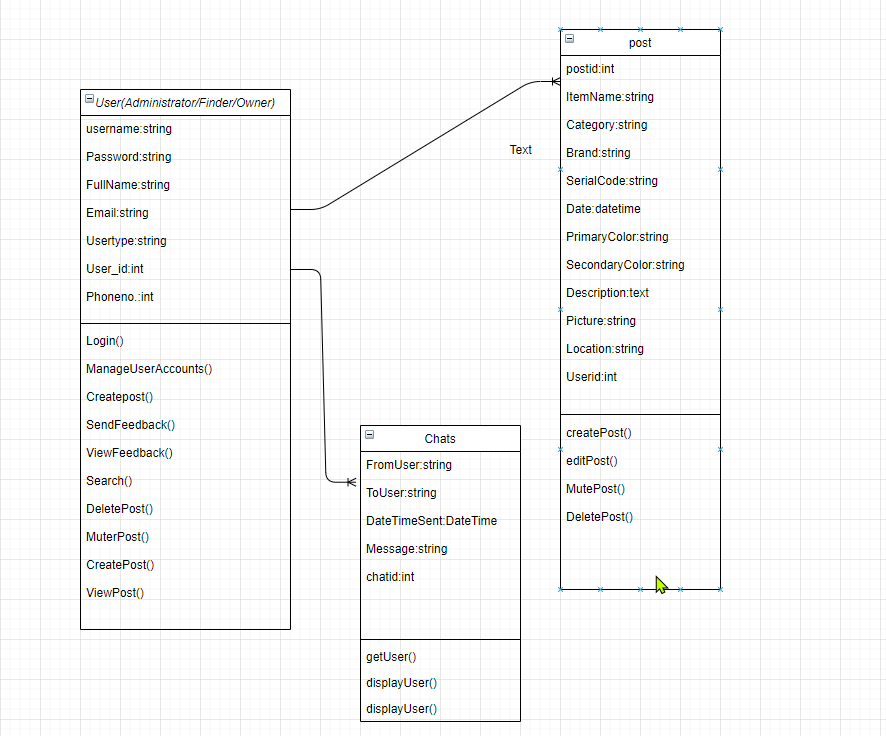 User(Administrator/Finder/Owner)
username:string
Password:string
FullName:string
Email:string
Usertype:string
User_id:int
Phoneno.:int
Login()
ManageUserAccounts()
Createpost()
SendFeedback()
ViewFeedback()
Search()
DeletePost()
MuterPost()
CreatePost()
ViewPost()
Text
post
postid:int
ItemName:string
Category:string
Brand:string
SerialCode:string
Date:datetime
PrimaryColor:string
SecondaryColor:string
Description:text
Picture:string
Location:string
Userid:int
createPost()
editPost()
MutePost()
DeletePost()
Chats
FromUser:string
ToUser:string
DateTimeSent:DateTime
Message:string
chatid:int
getUser()
displayUser()
displayUser()